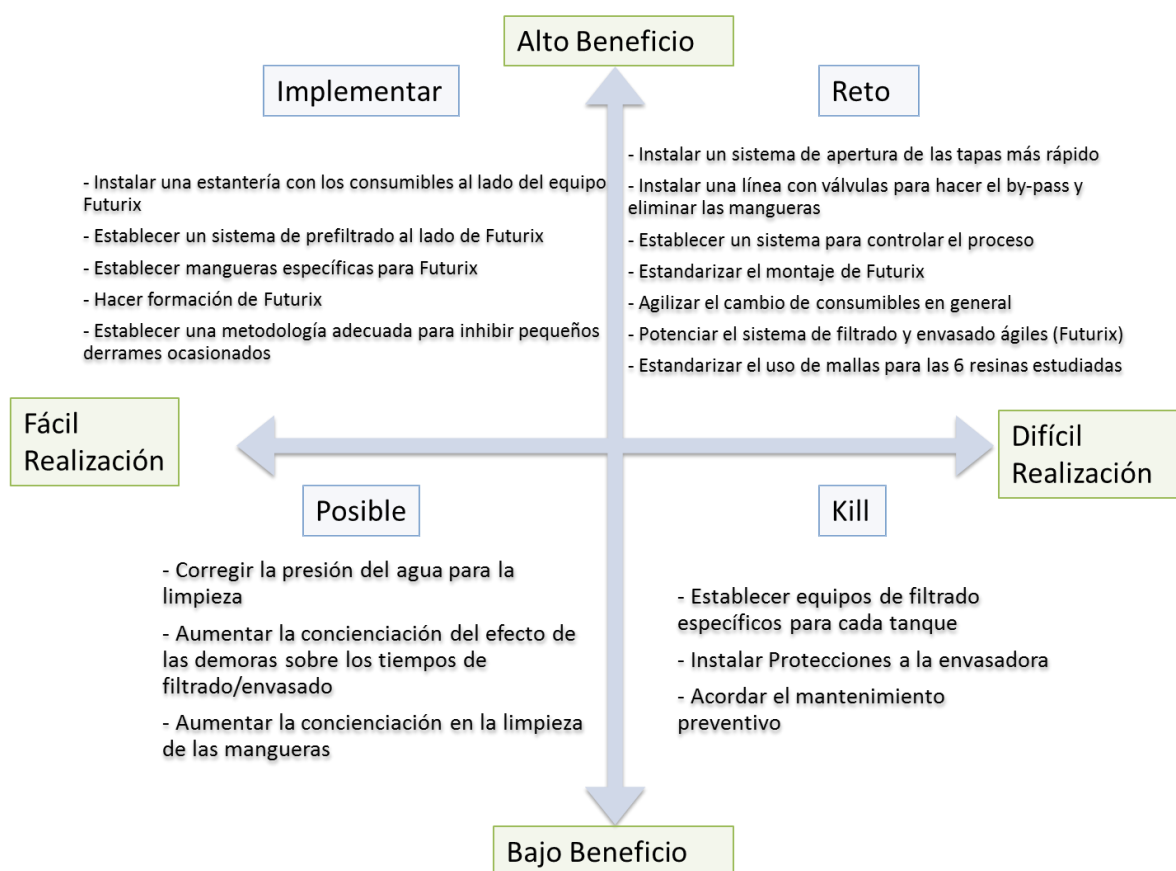 Alto Beneficio
Implementar
Reto
- Instalar una estantería con los consumibles al lado del equipo
Futurix
- Establecer un sistema de prefiltrado al lado de Futurix
- Establecer mangueras específicas para Futurix
- Hacer formación de Futurix
- Establecer una metodología adecuada para inhibir pequeños
derrames ocasionados
- Instalar un sistema de apertura de las tapas más rápido
- Instalar una línea con válvulas para hacer el by-pass y
eliminar las mangueras
- Establecer un sistema para controlar el proceso
- Estandarizar el montaje de Futurix
- Agilizar el cambio de consumibles en general
- Potenciar el sistema de filtrado y envasado ágiles (Futurix)
- Estandarizar el uso de mallas para las 6 resinas estudiadas
Fácil
Realización
Difícil
Realización
Posible
Kill
- Corregir la presión del agua para la
limpieza
- Aumentar la concienciación del efecto de
las demoras sobre los tiempos de
filtrado/envasado
- Aumentar la concienciación en la limpieza
de las mangueras
- Establecer equipos de filtrado
específicos para cada tanque
- Instalar Protecciones a la envasadora
- Acordar el mantenimiento
preventivo
Bajo Beneficio